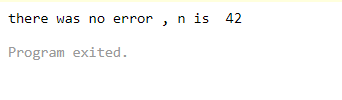 there was no error , n is  42
Program exited.